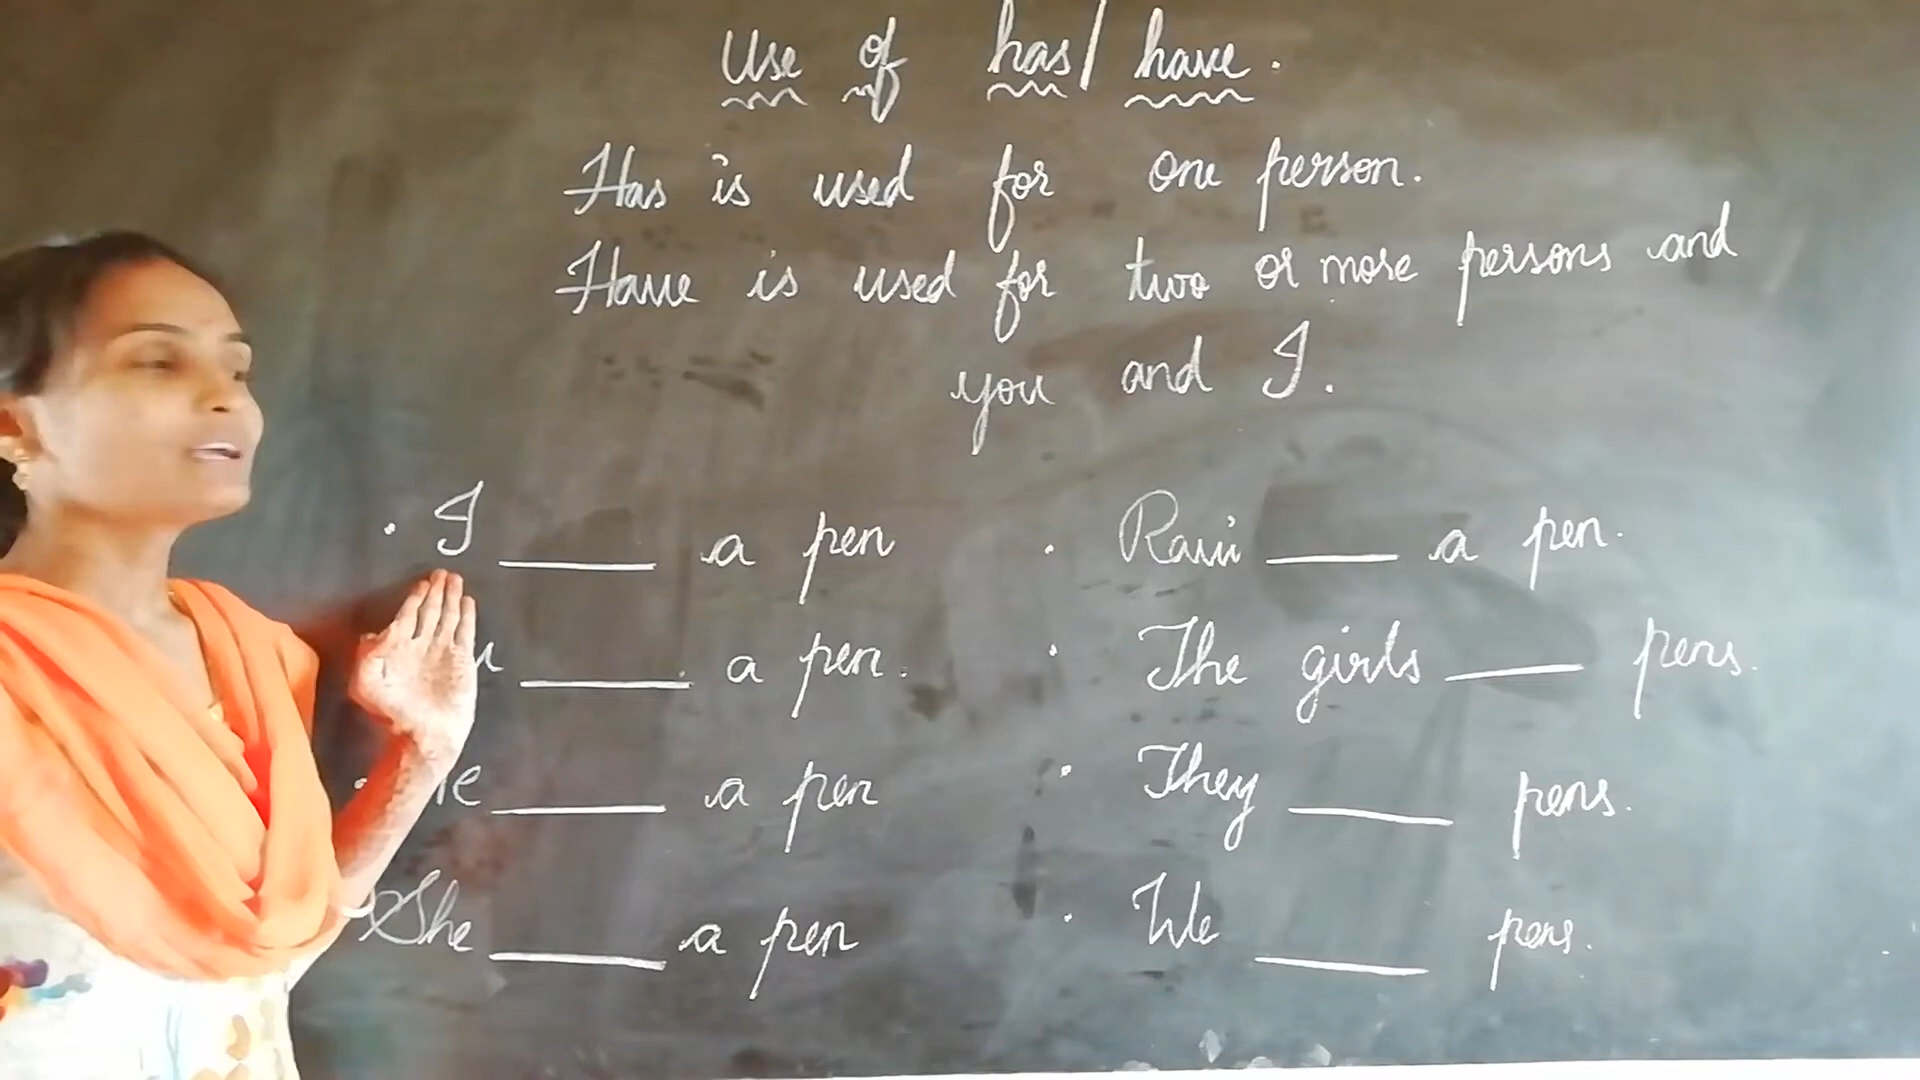 Use of has/have.
Has is used for one person.
Have is used for two or more persons and
you and I.
. I ____ a pen
____ a pen.
. ____ a pen
She ____ a pen
. Ravi ____ a pen.
. The girls ____ pens.
. They ____ pens.
. We ____ pens.